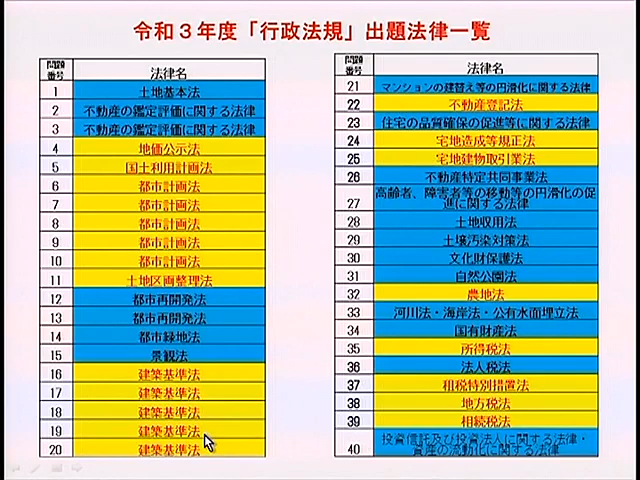 令和３年度「行政法規」出題法律一覧
問題番号 法律名
1 土地基本法
2 不動産の鑑定評価に関する法律
3 不動産の鑑定評価に関する法律
4 地価公示法
5 国土利用計画法
6 都市計画法
7 都市計画法
8 都市計画法
9 都市計画法
10 都市計画法
11 土地区画整理法
12 都市再開発法
13 都市再開発法
14 都市緑地法
15 景観法
16 建築基準法
17 建築基準法
18 建築基準法
19 建築基準法
20 建築基準法
問題番号 法律名
21 マンションの建替え等の円滑化に関する法律
22 不動産登記法
23 住宅の品質確保の促進等に関する法律
24 宅地造成等規正法
25 宅地建物取引業法
26 不動産特定共同事業法
27 高齢者、障害者等の移動等の円滑化の促
進に関する法律
28 土地収用法
29 土壌汚染対策法
30 文化財保護法
31 自然公園法
32 農地法
33 河川法・海岸法・公有水面埋立法
34 国有財産法
35 所得税法
36 法人税法
37 租税特別措置法
38 地方税法
39 相続税法
40 投資信託及び投資法人に関する法律・
資産の流動化に関する法律